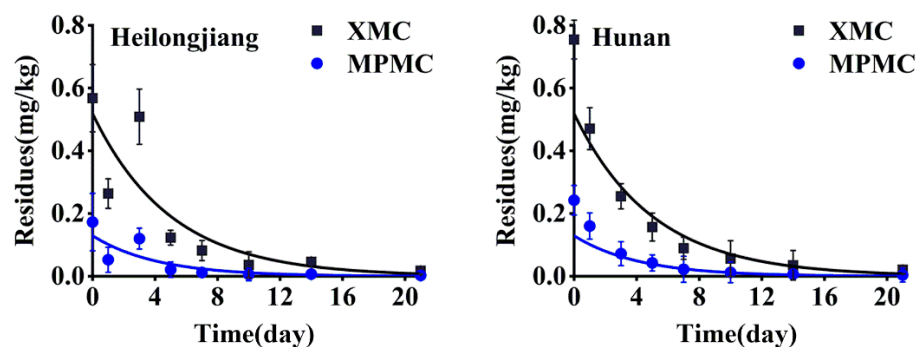 Heilongjiang
XMC
MPMC
Residues(mg/kg)
0.8
0.6
0.4
0.2
0.0
0 4 8 12 16 20
Time(day)
Hunan
XMC
MPMC
Residues(mg/kg)
0.8
0.6
0.4
0.2
0.0
0 4 8 12 16 20
Time(day)